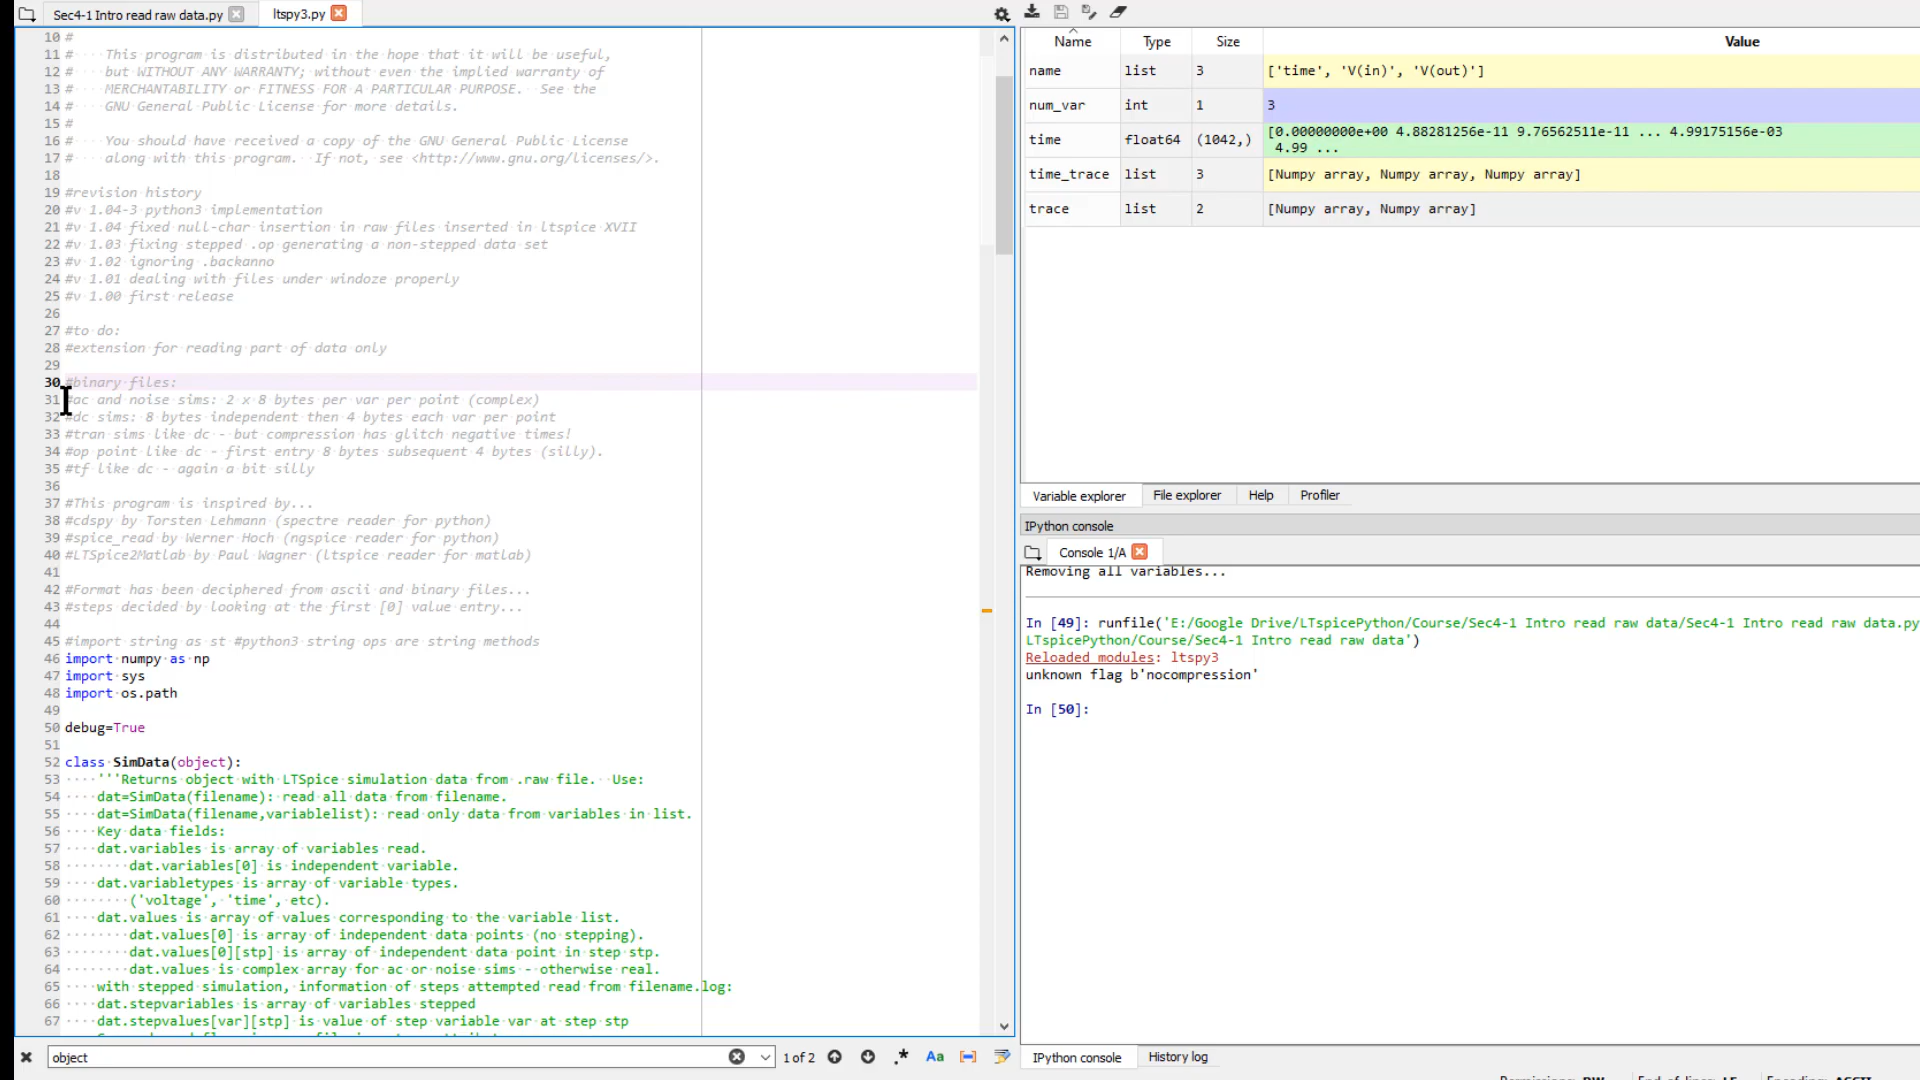 Sec4-1 Intro read raw data.py
ltspy3.py
10 #
11 # This program is distributed in the hope that it will be useful,
12 # but WITHOUT ANY WARRANTY; without even the implied warranty of
13 # MERCHANTABILITY or FITNESS FOR A PARTICULAR PURPOSE. See the
14 # GNU General Public License for more details.
15 #
16 # You should have received a copy of the GNU General Public License
17 # along with this program. If not, see <http://www.gnu.org/licenses/>.
18
19 #revision history
20 #v 1.04-3 python3 implementation
21 #v 1.04 fixed null-char insertion in raw files inserted in ltspice XVII
22 #v 1.03 fixing stepped .op generating a non-stepped data set
23 #v 1.02 ignoring .backanno
24 #v 1.01 dealing with files under windoze properly
25 #v 1.00 first release
26
27 #to do:
28 #extension for reading part of data only
29
30 #binary files:
31 #ac and noise sims: 2 x 8 bytes per var per point (complex)
32 #dc sims: 8 bytes independent then 4 bytes each var per point
33 #tran sims like dc - but compression has glitch negative times!
34 #op point like dc - first entry 8 bytes subsequent 4 bytes (silly).
35 #tf like dc - again a bit silly
36
37 #This program is inspired by...
38 #cdspy by Torsten Lehmann (spectre reader for python)
39 #spice_read by Werner Hoch (ngspice reader for python)
40 #LTSpice2Matlab by Paul Wagner (ltspice reader for matlab)
41
42 #Format has been deciphered from ascii and binary files...
43 #steps decided by looking at the first [0] value entry...
44
45 #import string as st #python3 string ops are string methods
46 import numpy as np
47 import sys
48 import os.path
49
50 debug=True
51
52 class SimData(object):
53 '''Returns object with LTSpice simulation data from .raw file. Use:
54 dat=SimData(filename): read all data from filename.
55 dat=SimData(filename,variablelist): read only data from variables in list.
56 Key data fields:
57 dat.variables is array of variables read.
58 dat.variables[0] is independent variable.
59 dat.variabletypes is array of variable types.
60 ('voltage', 'time', etc).
61 dat.values is array of values corresponding to the variable list.
62 dat.values[0] is array of independent data points (no stepping).
63 dat.values[0][stp] is array of independent data point in step stp.
64 dat.values is complex array for ac or noise sims - otherwise real.
65 with stepped simulation, information of steps attempted read from filename.log:
66 dat.stepvariables is array of variables stepped
67 dat.stepvalues[var][stp] is value of step variable var at step stp
object
1 of 2
.*
Aa
Name Type Size Value
name list 3 ['time', 'V(in)', 'V(out)']
num_var int 1 3
time float64 (1042,) [0.00000000e+00 4.88281256e-11 9.76562511e-11 ... 4.99175156e-03
4.99 ...
time_trace list 3 [Numpy array, Numpy array, Numpy array]
trace list 2 [Numpy array, Numpy array]
Variable explorer File explorer Help Profiler
IPython console
Console 1/A
Removing all variables...
In [49]: runfile('E:/Google Drive/LTspicePython/Course/Sec4-1 Intro read raw data/Sec4-1 Intro read raw data.py
LTspicePython/Course/Sec4-1 Intro read raw data')
Reloaded modules: ltspy3
unknown flag b'nocompression'
In [50]:
IPython console History log